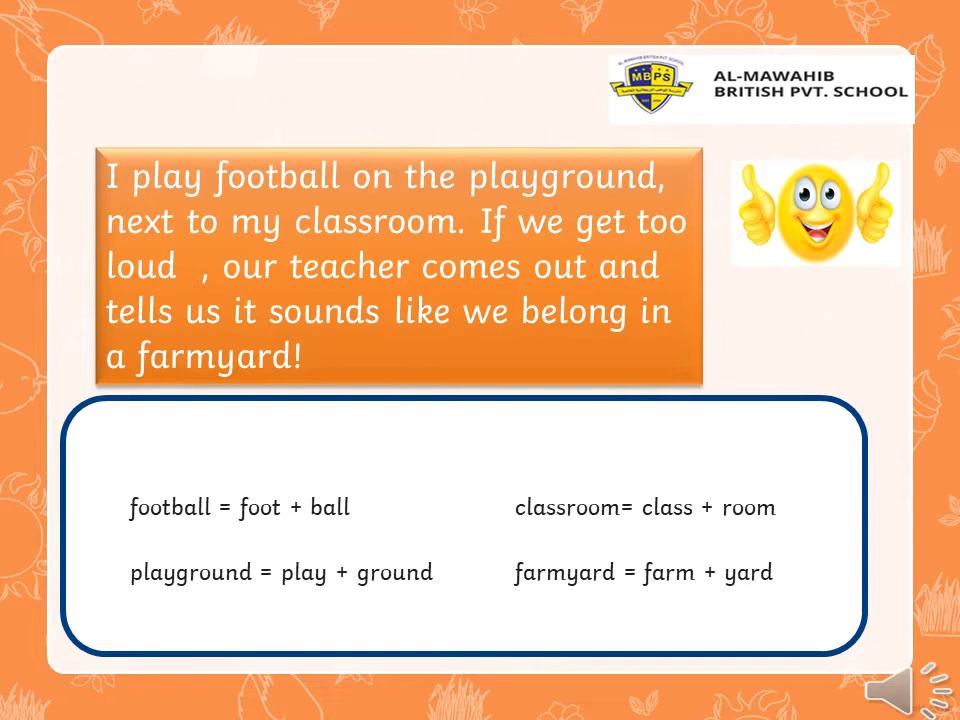 MBPS
AL-MAWAHIB
BRITISH PVT. SCHOOL
I play football on the playground,
next to my classroom. If we get too
loud , our teacher comes out and
tells us it sounds like we belong in
a farmyard!
football = foot + ball
classroom= class + room
playground = play + ground
farmyard = farm + yard